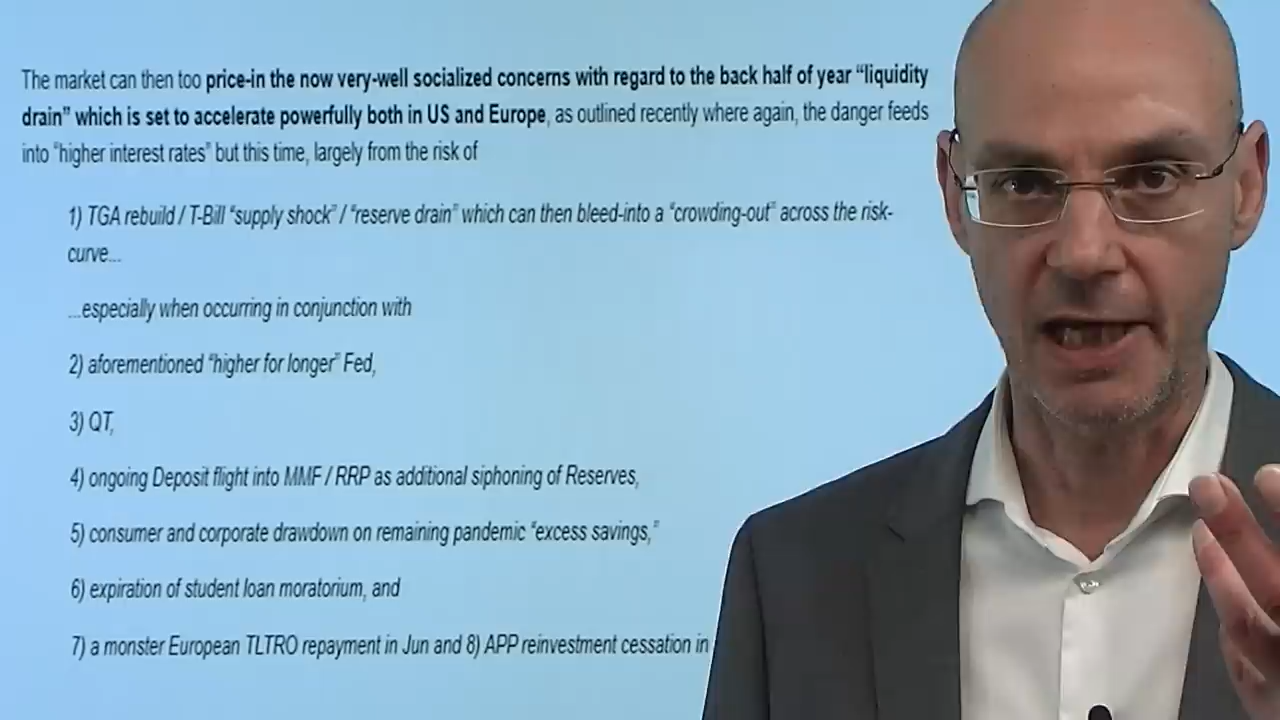 The market can then too price-in the now very-well socialized concerns with regard to the back half of year “liquidity
drain” which is set to accelerate powerfully both in US and Europe, as outlined recently where again, the danger feeds
into “higher interest rates” but this time, largely from the risk of
1) TGA rebuild / T-Bill “supply shock” / “reserve drain” which can then bleed-into a “crowding-out” across the risk-
curve...
...especially when occurring in conjunction with
2) aforementioned “higher for longer” Fed,
3) QT,
4) ongoing Deposit flight into MMF / RRP as additional siphoning of Reserves,
5) consumer and corporate drawdown on remaining pandemic “excess savings,”
6) expiration of student loan moratorium, and
7) a monster European TLTRO repayment in Jun and 8) APP reinvestment cessation in